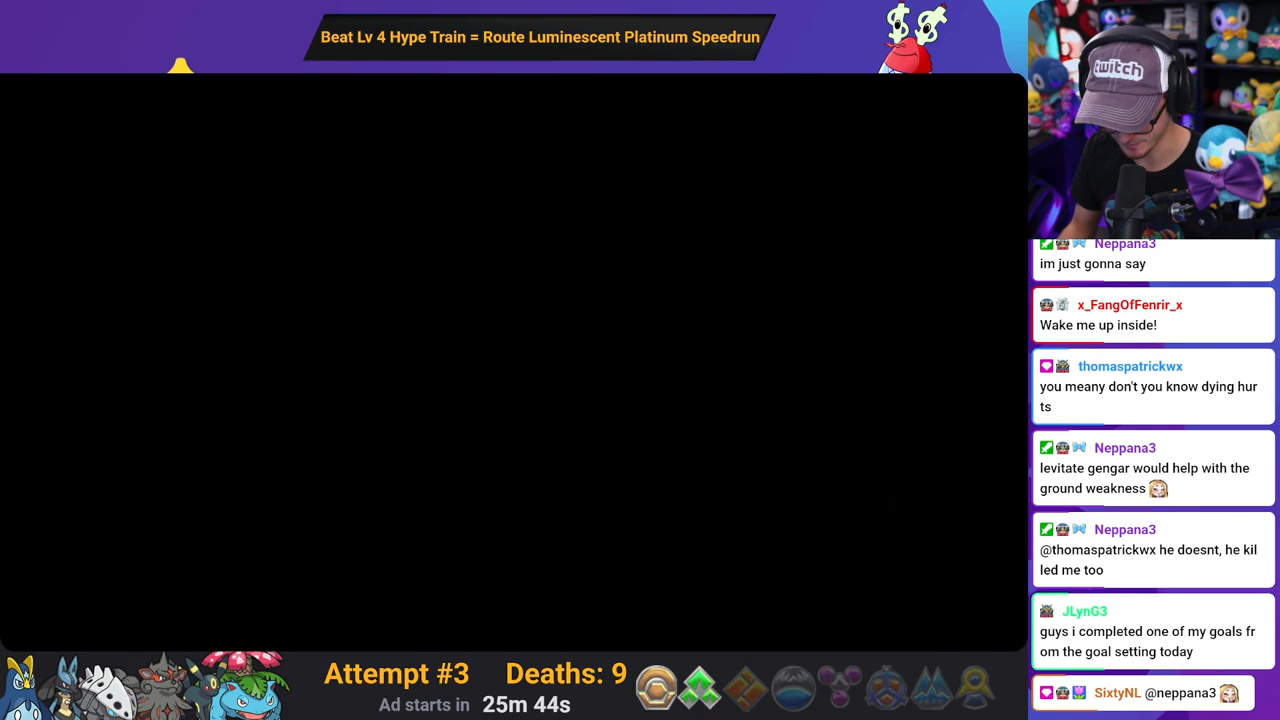 Beat Lv 4 Hype Train = Route Luminescent Platinum Speedrun
twitch
Neppana3
im just gonna say
x_FangOfFenrir_x
Wake me up inside!
thomaspatrickwx
you meany don't you know dying hur
ts
Neppana3
levitate gengar would help with the
ground weakness
Neppana3
@thomaspatrickwx he doesnt, he kil
led me too
JLynG3
guys i completed one of my goals fr
om the goal setting today
SixtyNL @neppana3
Attempt #3 Deaths: 9
Ad starts in 25m 44s